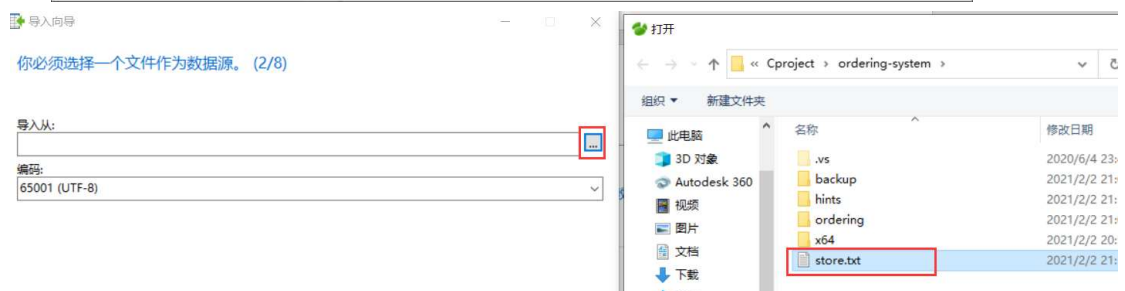 导入向导
你必须选择一个文件作为数据源。 (2/8)
导入从:
...
编码:
65001 (UTF-8)
打开
« Cproject › ordering-system ›
组织 新建文件夹
此电脑
3D 对象
Autodesk 360
视频
图片
文档
下载
名称 修改日期
.vs 2020/6/4 23:
backup 2021/2/2 21:
hints 2021/2/2 21:
ordering 2021/2/2 21:
x64 2021/2/2 20:
store.txt 2021/2/2 21: